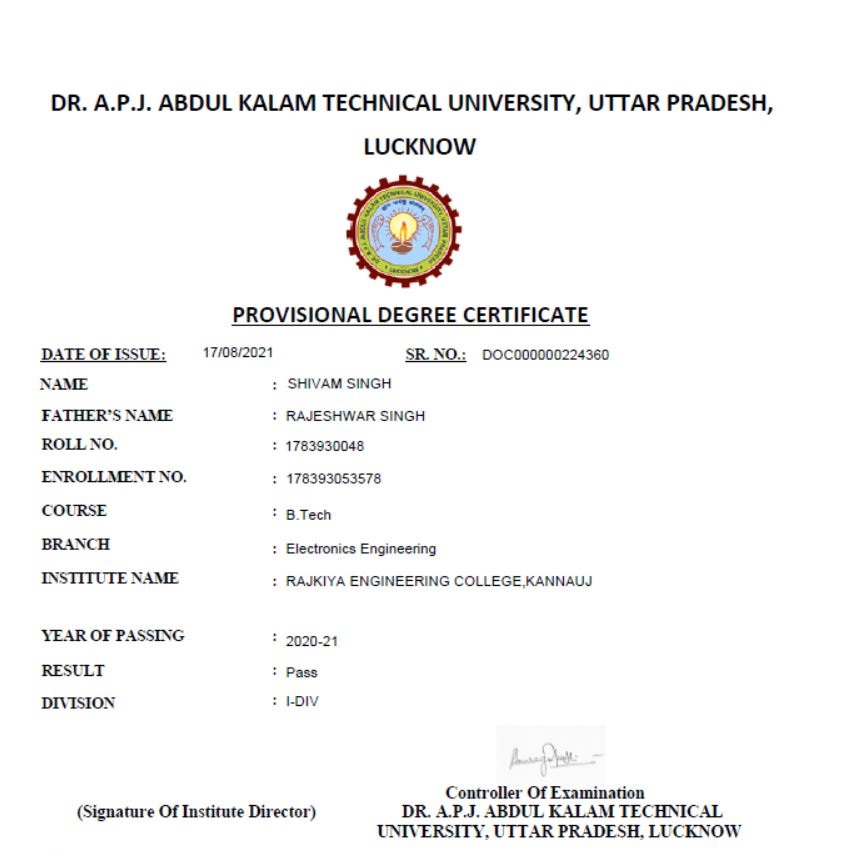 DR. A.P.J. ABDUL KALAM TECHNICAL UNIVERSITY, UTTAR PRADESH,
LUCKNOW
PROVISIONAL DEGREE CERTIFICATE
DATE OF ISSUE: 17/08/2021 SR. NO.: DOC000000224360
NAME : SHIVAM SINGH
FATHER'S NAME : RAJESHWAR SINGH
ROLL NO. : 1783930048
ENROLLMENT NO. : 178393053578
COURSE : B.Tech
BRANCH : Electronics Engineering
INSTITUTE NAME : RAJKIYA ENGINEERING COLLEGE,KANNAUJ
YEAR OF PASSING : 2020-21
RESULT : Pass
DIVISION : I-DIV
Controller Of Examination
(Signature Of Institute Director) DR. A.P.J. ABDUL KALAM TECHNICAL
UNIVERSITY, UTTAR PRADESH, LUCKNOW